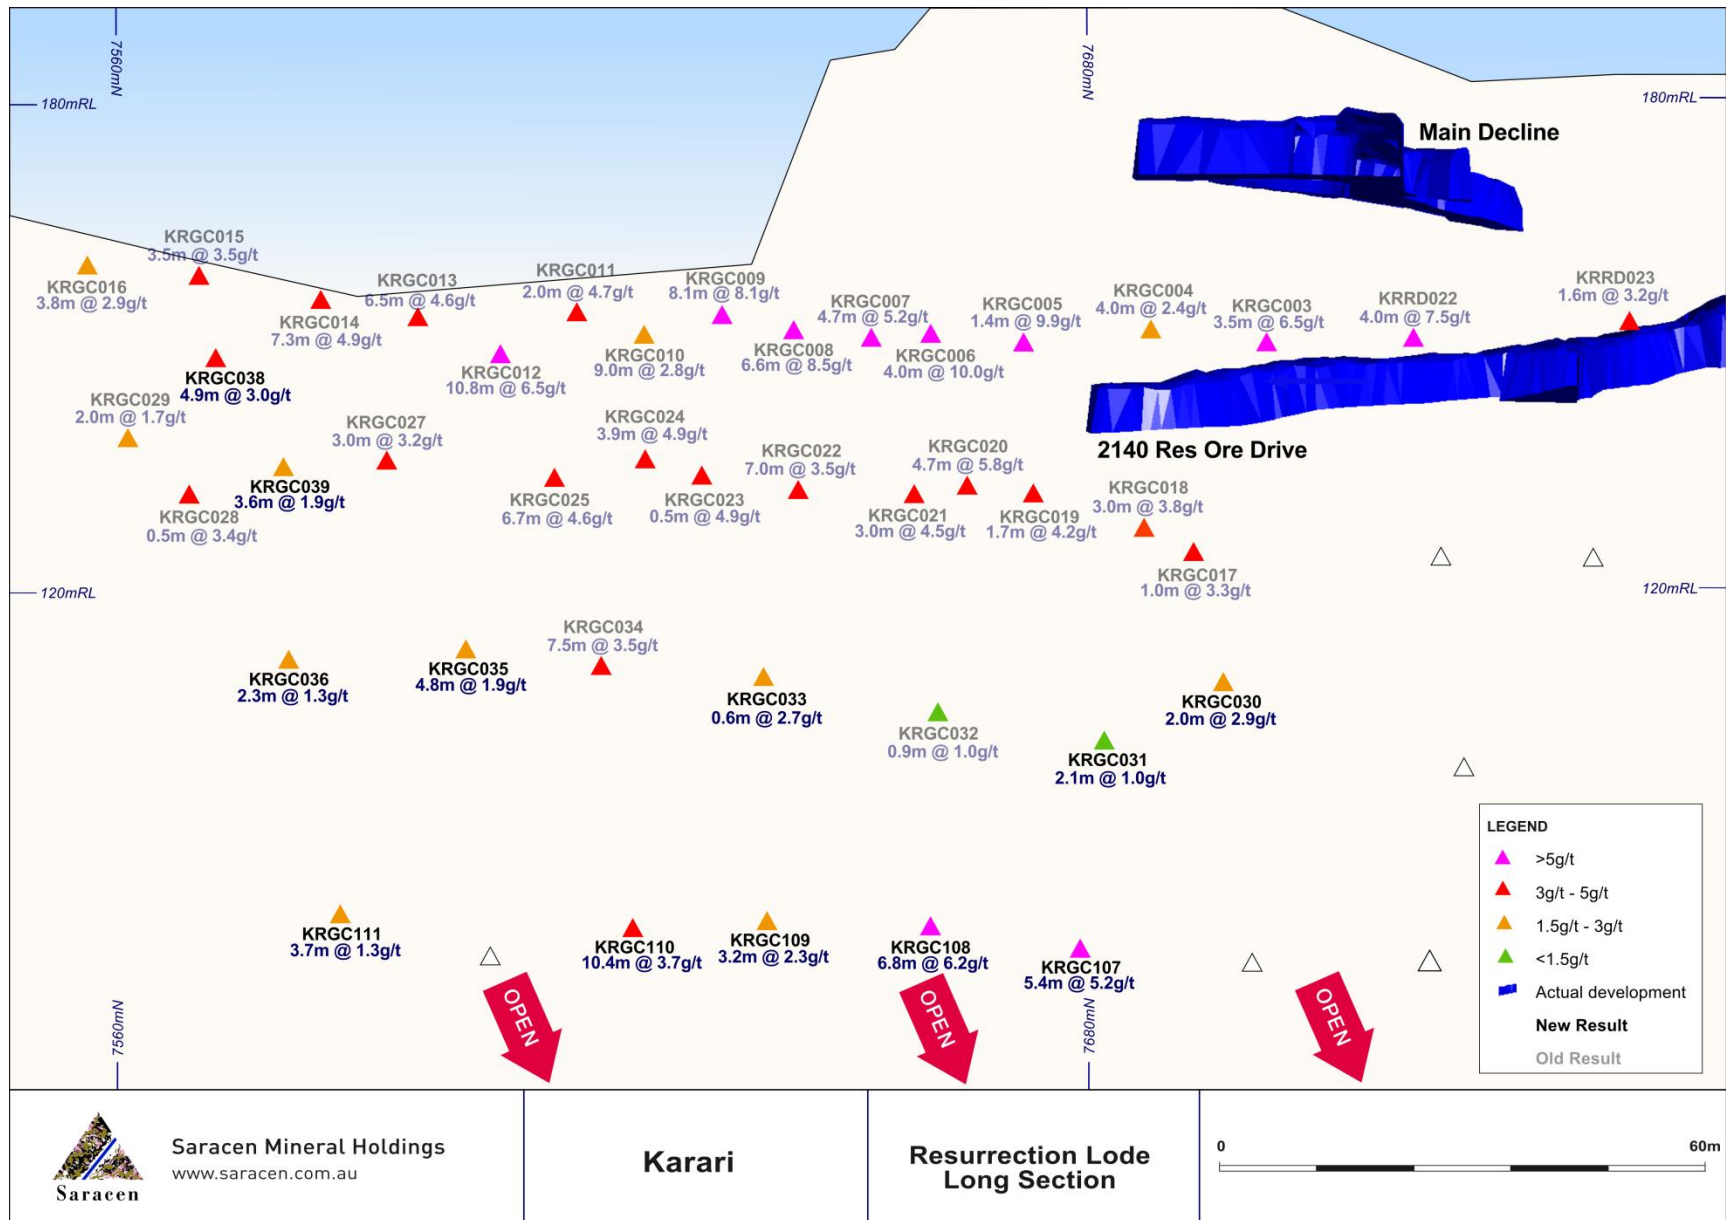 7560mN
7680mN
180mRL
180mRL
Main Decline
KRGC015
3.5m @ 3.5g/t
KRGC016
3.8m @ 2.9g/t
KRGC014
7.3m @ 4.9g/t
KRGC013
6.5m @ 4.6g/t
KRGC011
2.0m @ 4.7g/t
KRGC009
8.1m @ 8.1g/t
KRGC007
4.7m @ 5.2g/t
KRGC005
1.4m @ 9.9g/t
KRGC004
4.0m @ 2.4g/t
KRGC003
3.5m @ 6.5g/t
KRRD022
4.0m @ 7.5g/t
KRRD023
1.6m @ 3.2g/t
KRGC012
10.8m @ 6.5g/t
KRGC010
9.0m @ 2.8g/t
KRGC008
6.6m @ 8.5g/t
KRGC006
4.0m @ 10.0g/t
KRGC038
4.9m @ 3.0g/t
KRGC029
2.0m @ 1.7g/t
KRGC027
3.0m @ 3.2g/t
KRGC024
3.9m @ 4.9g/t
KRGC022
7.0m @ 3.5g/t
KRGC020
4.7m @ 5.8g/t
2140 Res Ore Drive
KRGC039
3.6m @ 1.9g/t
KRGC028
0.5m @ 3.4g/t
KRGC025
6.7m @ 4.6g/t
KRGC023
0.5m @ 4.9g/t
KRGC021
3.0m @ 4.5g/t
KRGC019
1.7m @ 4.2g/t
KRGC018
3.0m @ 3.8g/t
KRGC017
1.0m @ 3.3g/t
120mRL
120mRL
KRGC036
2.3m @ 1.3g/t
KRGC035
4.8m @ 1.9g/t
KRGC034
7.5m @ 3.5g/t
KRGC033
0.6m @ 2.7g/t
KRGC032
0.9m @ 1.0g/t
KRGC031
2.1m @ 1.0g/t
KRGC030
2.0m @ 2.9g/t
KRGC111
3.7m @ 1.3g/t
KRGC110
10.4m @ 3.7g/t
KRGC109
3.2m @ 2.3g/t
KRGC108
6.8m @ 6.2g/t
KRGC107
5.4m @ 5.2g/t
OPEN
OPEN
OPEN
7560mN
7680mN
LEGEND
>5g/t
3g/t - 5g/t
1.5g/t - 3g/t
<1.5g/t
Actual development
New Result
Old Result
Saracen
Saracen Mineral Holdings
www.saracen.com.au
Karari
Resurrection Lode
Long Section
0
60m